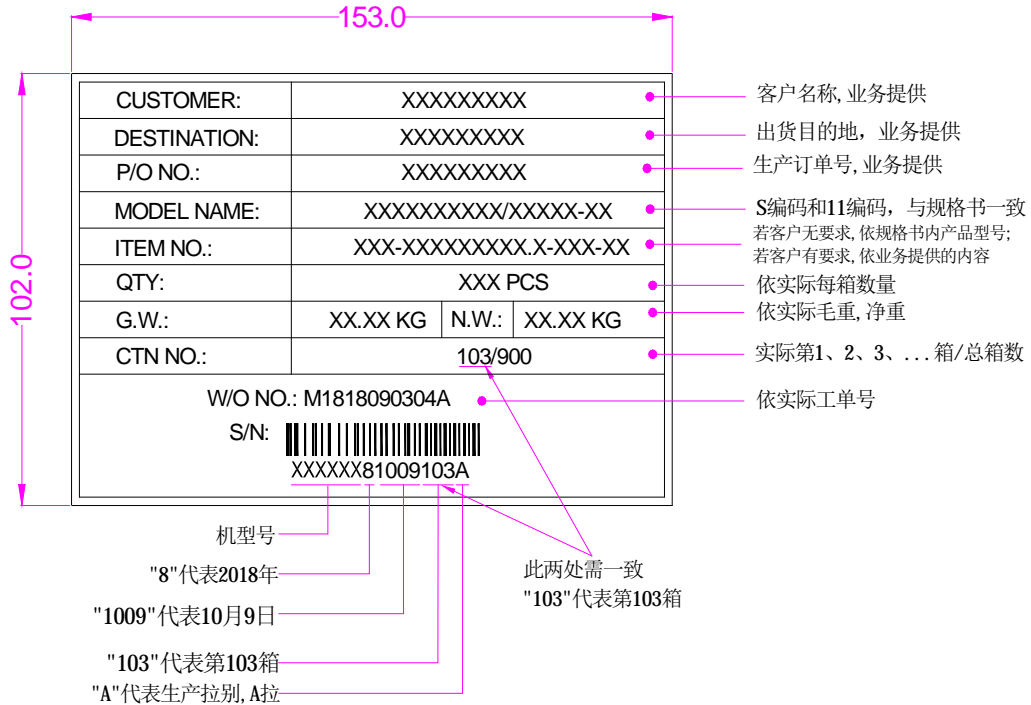 153.0
102.0
CUSTOMER: XXXXXXXXX 客户名称,业务提供
DESTINATION: XXXXXXXXX 出货目的地，业务提供
P/O NO.: XXXXXXXXX 生产订单号,业务提供
MODEL NAME: XXXXXXXXXX/XXXXX-XX S编码和11编码，与规格书一致
ITEM NO.: XXX-XXXXXXXXX.X-XXX-XX 若客户无要求,依规格书内产品型号;
若客户有要求,依业务提供的内容
QTY: XXX PCS 依实际每箱数量
G.W.: XX.XX KG N.W.: XX.XX KG 依实际毛重,净重
CTN NO.: 103/900 实际第1、2、3、...箱/总箱数
W/O NO.: M1818090304A 依实际工单号
S/N:
XXXXXX81009103A
机型号
"8"代表2018年
"1009"代表10月9日
"103"代表第103箱
"A"代表生产拉别,A拉
此两处需一致
"103"代表第103箱